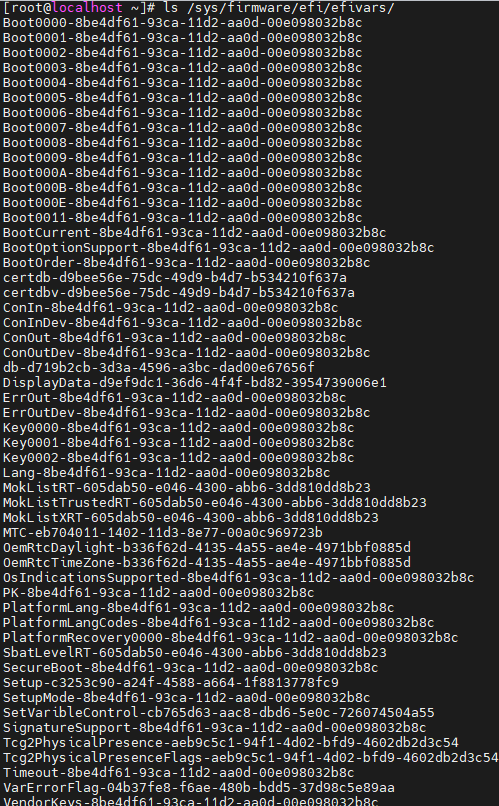 [root@localhost ~]# ls /sys/firmware/efi/efivars/
Boot0000-8be4df61-93ca-11d2-aa0d-00e098032b8c
Boot0001-8be4df61-93ca-11d2-aa0d-00e098032b8c
Boot0002-8be4df61-93ca-11d2-aa0d-00e098032b8c
Boot0003-8be4df61-93ca-11d2-aa0d-00e098032b8c
Boot0004-8be4df61-93ca-11d2-aa0d-00e098032b8c
Boot0005-8be4df61-93ca-11d2-aa0d-00e098032b8c
Boot0006-8be4df61-93ca-11d2-aa0d-00e098032b8c
Boot0007-8be4df61-93ca-11d2-aa0d-00e098032b8c
Boot0008-8be4df61-93ca-11d2-aa0d-00e098032b8c
Boot0009-8be4df61-93ca-11d2-aa0d-00e098032b8c
Boot000A-8be4df61-93ca-11d2-aa0d-00e098032b8c
Boot000B-8be4df61-93ca-11d2-aa0d-00e098032b8c
Boot000E-8be4df61-93ca-11d2-aa0d-00e098032b8c
Boot0011-8be4df61-93ca-11d2-aa0d-00e098032b8c
BootCurrent-8be4df61-93ca-11d2-aa0d-00e098032b8c
BootOptionSupport-8be4df61-93ca-11d2-aa0d-00e098032b8c
BootOrder-8be4df61-93ca-11d2-aa0d-00e098032b8c
certdb-d9bee56e-75dc-49d9-b4d7-b534210f637a
certdbv-d9bee56e-75dc-49d9-b4d7-b534210f637a
ConIn-8be4df61-93ca-11d2-aa0d-00e098032b8c
ConInDev-8be4df61-93ca-11d2-aa0d-00e098032b8c
ConOut-8be4df61-93ca-11d2-aa0d-00e098032b8c
ConOutDev-8be4df61-93ca-11d2-aa0d-00e098032b8c
db-d719b2cb-3d3a-4596-a3bc-dad00e67656f
DisplayData-d9ef9dc1-36d6-4f4f-bd82-3954739006e1
ErrOut-8be4df61-93ca-11d2-aa0d-00e098032b8c
ErrOutDev-8be4df61-93ca-11d2-aa0d-00e098032b8c
Key0000-8be4df61-93ca-11d2-aa0d-00e098032b8c
Key0001-8be4df61-93ca-11d2-aa0d-00e098032b8c
Key0002-8be4df61-93ca-11d2-aa0d-00e098032b8c
Lang-8be4df61-93ca-11d2-aa0d-00e098032b8c
MokListRT-605dab50-e046-4300-abb6-3dd810dd8b23
MokListTrustedRT-605dab50-e046-4300-abb6-3dd810dd8b23
MokListXRT-605dab50-e046-4300-abb6-3dd810dd8b23
MTC-eb704011-1402-11d3-8e77-00a0c969723b
OemRtcDaylight-b336f62d-4135-4a55-ae4e-4971bbf0885d
OemRtcTimeZone-b336f62d-4135-4a55-ae4e-4971bbf0885d
OsIndicationsSupported-8be4df61-93ca-11d2-aa0d-00e098032b8c
PK-8be4df61-93ca-11d2-aa0d-00e098032b8c
PlatformLang-8be4df61-93ca-11d2-aa0d-00e098032b8c
PlatformLangCodes-8be4df61-93ca-11d2-aa0d-00e098032b8c
PlatformRecovery0000-8be4df61-93ca-11d2-aa0d-00e098032b8c
SbatLevelRT-605dab50-e046-4300-abb6-3dd810dd8b23
SecureBoot-8be4df61-93ca-11d2-aa0d-00e098032b8c
Setup-c3253c90-a24f-4588-a664-1f8813778fc9
SetupMode-8be4df61-93ca-11d2-aa0d-00e098032b8c
SetVaribleControl-cb765d63-aac8-dbd6-5e0c-726074504a55
SignatureSupport-8be4df61-93ca-11d2-aa0d-00e098032b8c
Tcg2PhysicalPresence-aeb9c5c1-94f1-4d02-bfd9-4602db2d3c54
Tcg2PhysicalPresenceFlags-aeb9c5c1-94f1-4d02-bfd9-4602db2d3c54
Timeout-8be4df61-93ca-11d2-aa0d-00e098032b8c
VarErrorFlag-04b37fe8-f6ae-480b-bdd5-37d98c5e89aa
VendorKeys-8be4df61-93ca-11d2-aa0d-00e098032b8c